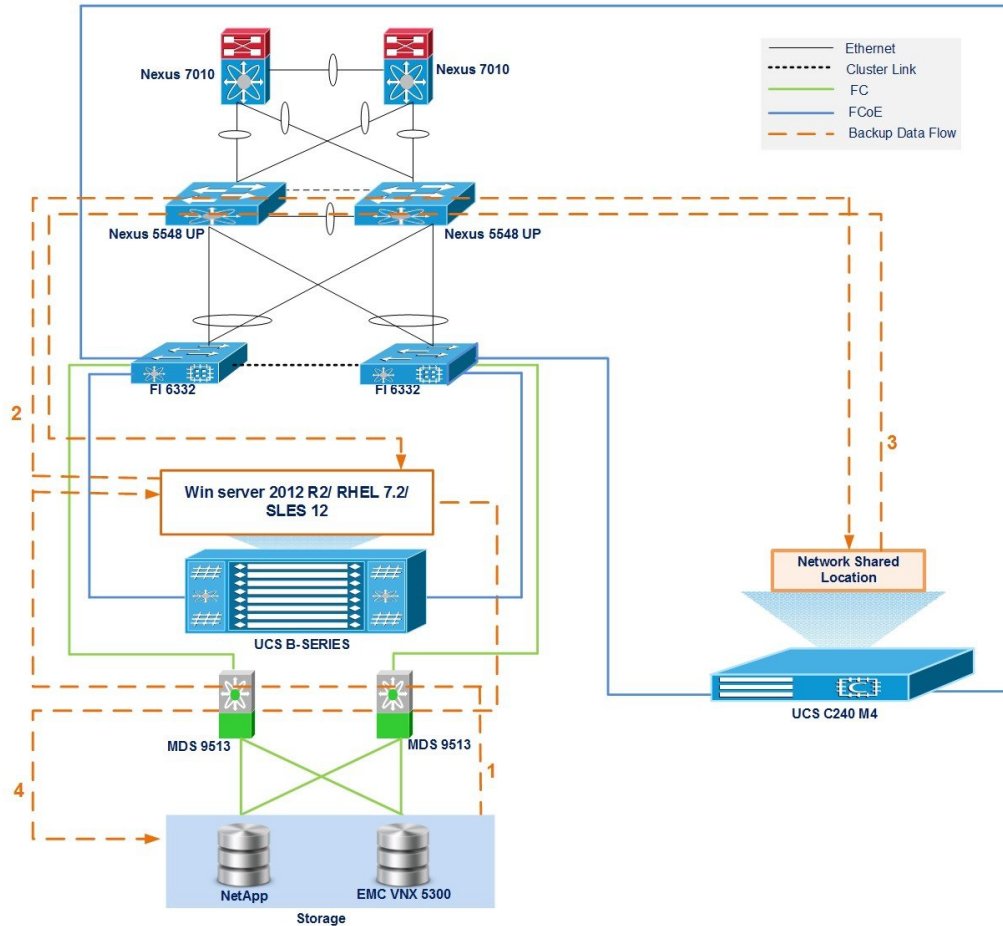 Nexus 7010
Nexus 7010
Ethernet
Cluster Link
FC
FCoE
Backup Data Flow
Nexus 5548 UP
Nexus 5548 UP
FI 6332
FI 6332
2
3
Win server 2012 R2/ RHEL 7.2/
SLES 12
Network Shared
Location
UCS B-SERIES
UCS C240 M4
MDS 9513
MDS 9513
1
4
NetApp
EMC VNX 5300
Storage